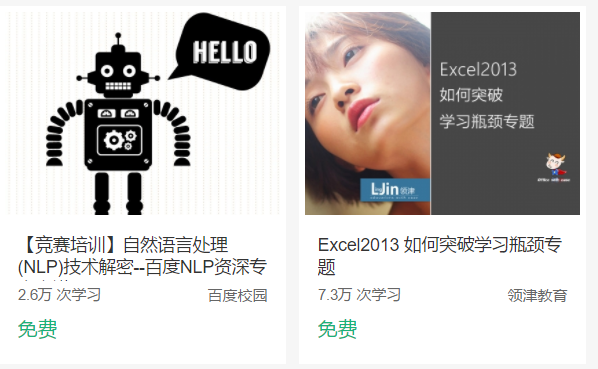 HELLO
【竞赛培训】自然语言处理
(NLP)技术解密--百度NLP资深专
2.6万 次学习
百度校园
免费
Excel2013
如何突破
学习瓶颈专题
LiJin 领津
Excel2013 如何突破学习瓶颈专
题
7.3万 次学习
领津教育
免费